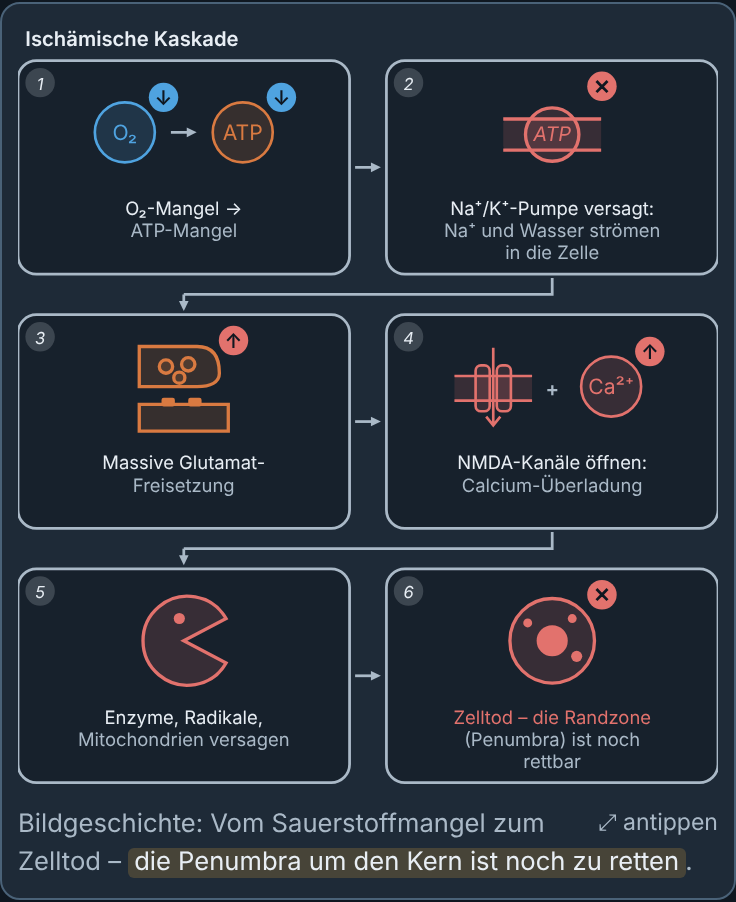 Ischämische Kaskade
1
O₂ → ATP
O₂-Mangel →
ATP-Mangel
2
ATP
Na⁺/K⁺-Pumpe versagt:
Na⁺ und Wasser strömen
in die Zelle
3
Massive Glutamat-
Freisetzung
4
+ Ca²⁺
NMDA-Kanäle öffnen:
Calcium-Überladung
5
Enzyme, Radikale,
Mitochondrien versagen
6
Zelltod – die Randzone
(Penumbra) ist noch
rettbar
Bildgeschichte: Vom Sauerstoffmangel zum
Zelltod – die Penumbra um den Kern ist noch zu retten.
⤢ antippen